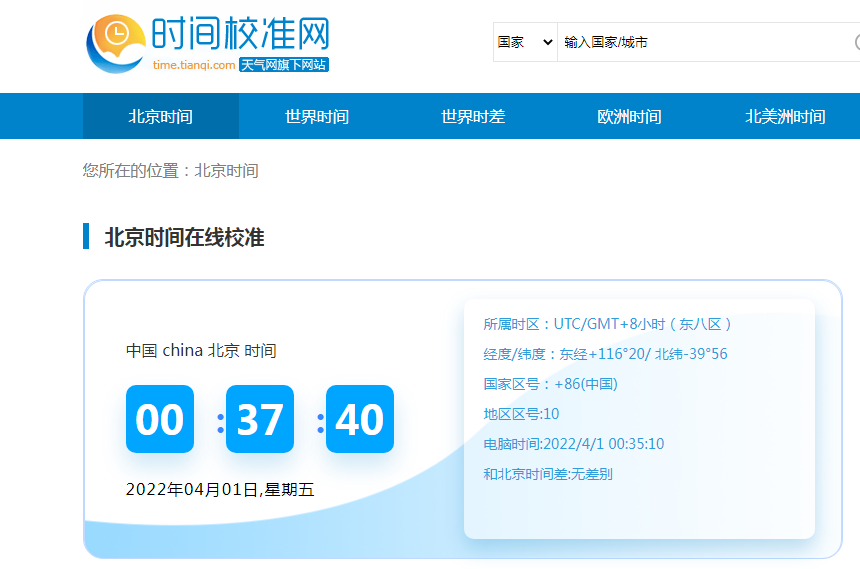 时间校准网
time.tianqi.com 天气网旗下网站
国家 输入国家/城市
北京时间 世界时间 世界时差 欧洲时间 北美洲时间
您所在的位置：北京时间
北京时间在线校准
中国 china 北京 时间
00 : 37 : 40
2022年04月01日,星期五
所属时区：UTC/GMT+8小时（东八区）
经度/纬度：东经+116°20/ 北纬-39°56
国家区号：+86(中国)
地区区号:10
电脑时间:2022/4/1 00:35:10
和北京时间差:无差别